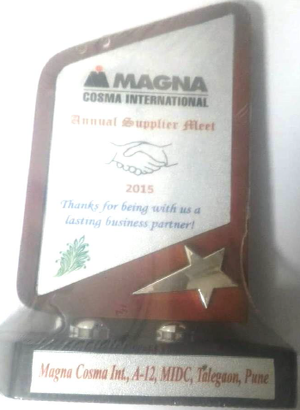 MAGNA
COSMA INTERNATIONAL
Annual Supplier Meet
2015
Thanks for being with us a
lasting business partner!
Magna Cosma Int., A-12, MIDC, Talegaon, Pune